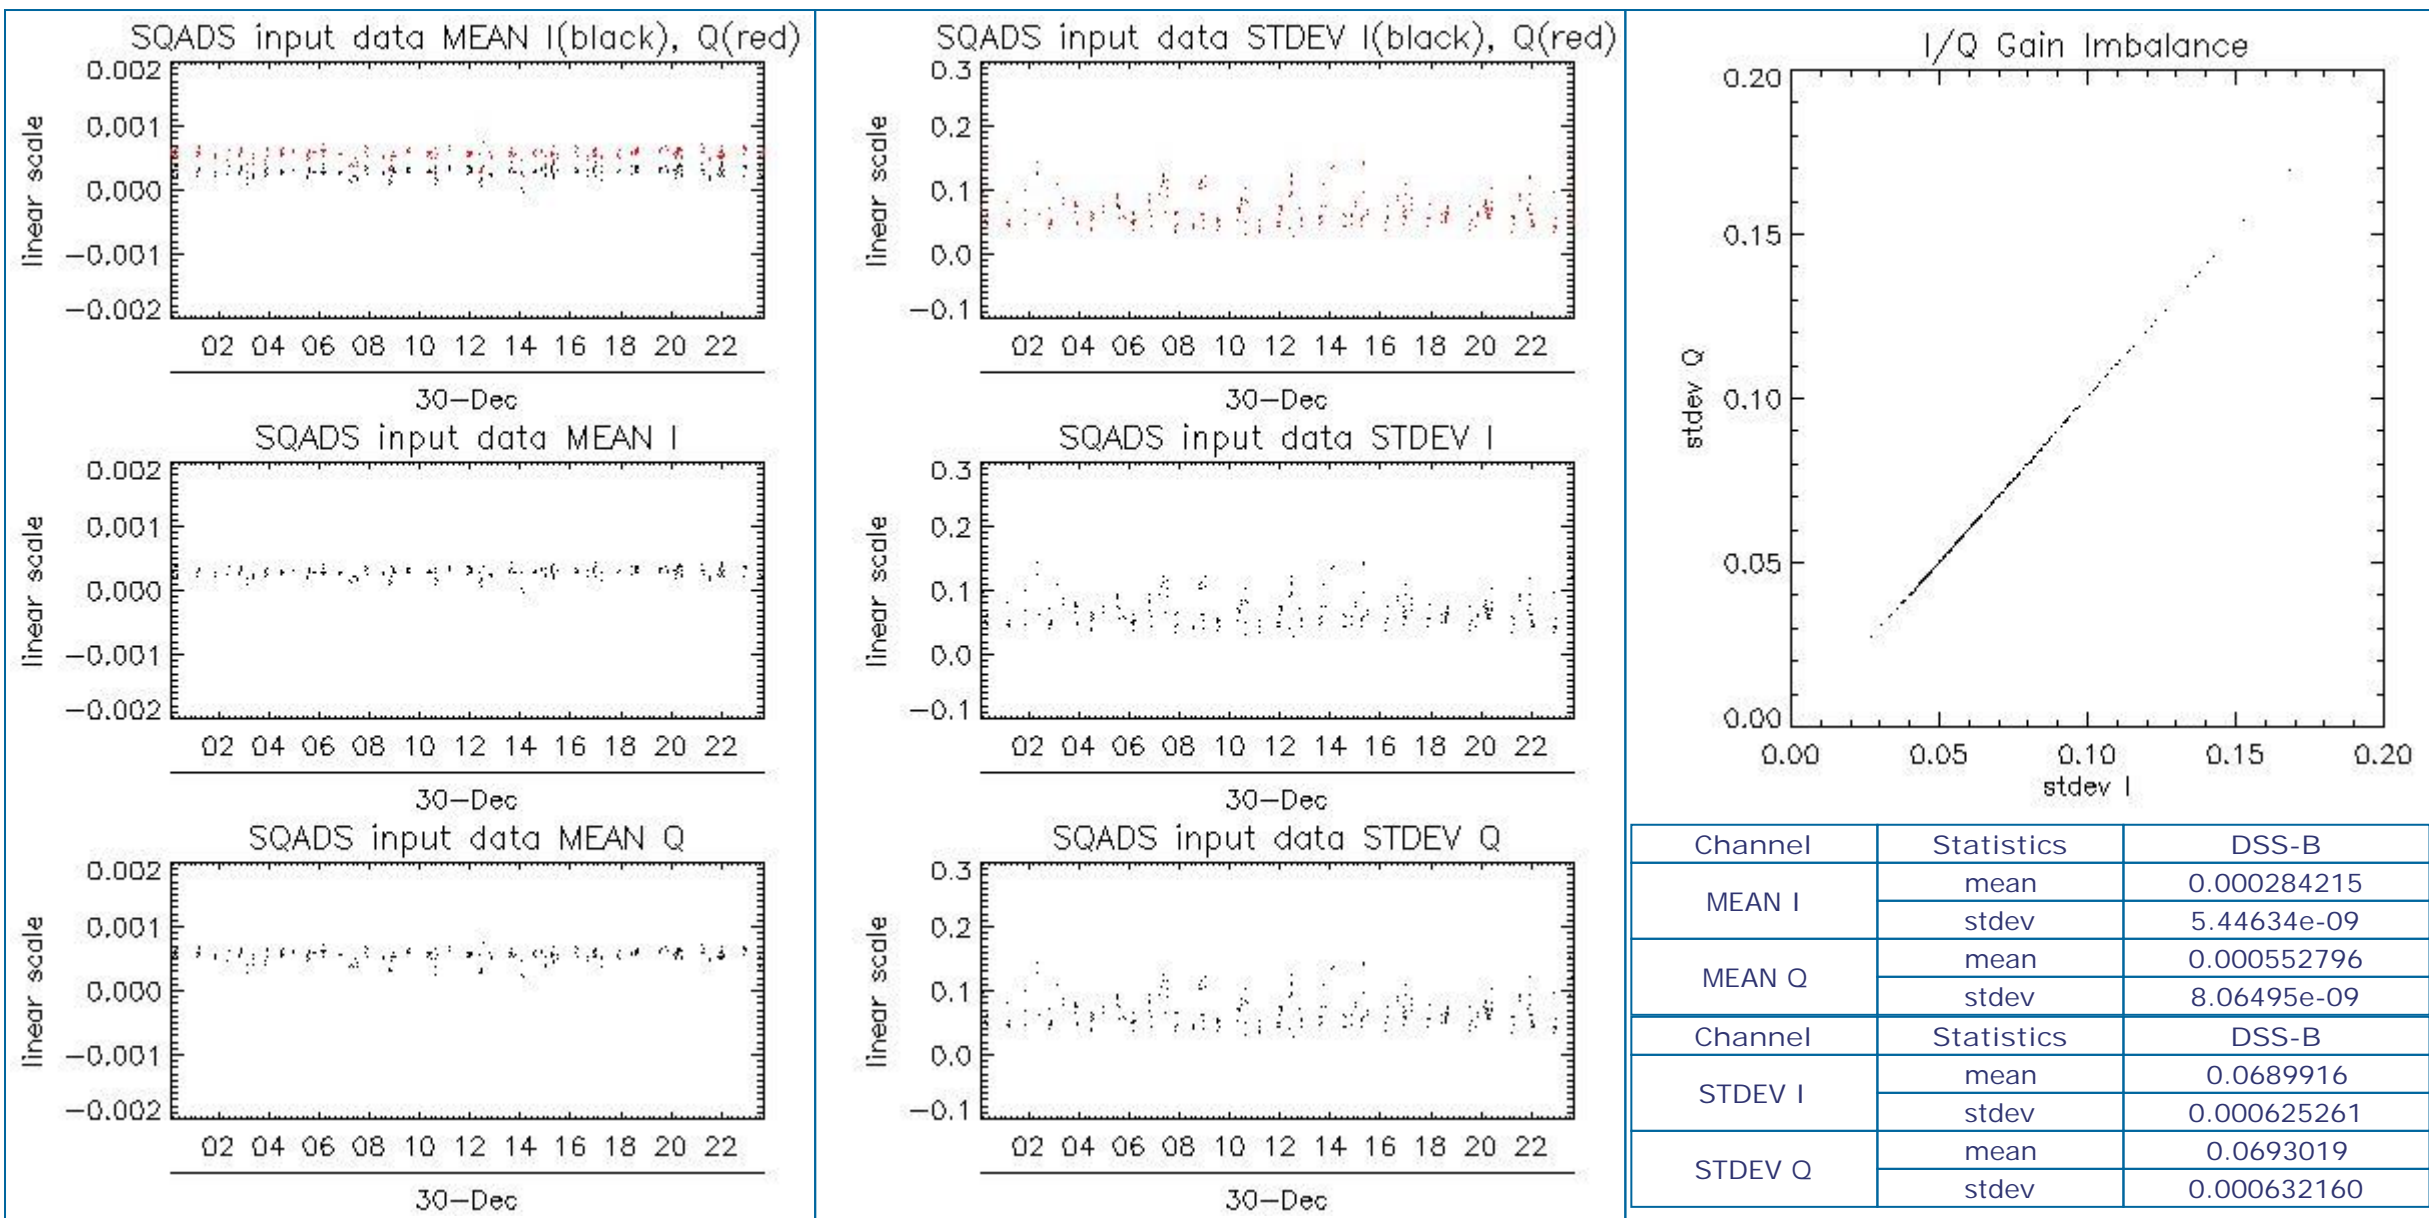 SQADS input data MEAN I(black), Q(red)
linear scale
0.002
0.001
0.000
−0.001
−0.002
02 04 06 08 10 12 14 16 18 20 22
30−Dec
SQADS input data MEAN I
linear scale
0.002
0.001
0.000
−0.001
−0.002
02 04 06 08 10 12 14 16 18 20 22
30−Dec
SQADS input data MEAN Q
linear scale
0.002
0.001
0.000
−0.001
−0.002
02 04 06 08 10 12 14 16 18 20 22
30−Dec
SQADS input data STDEV I(black), Q(red)
linear scale
0.3
0.2
0.1
0.0
−0.1
02 04 06 08 10 12 14 16 18 20 22
30−Dec
SQADS input data STDEV I
linear scale
0.3
0.2
0.1
0.0
−0.1
02 04 06 08 10 12 14 16 18 20 22
30−Dec
SQADS input data STDEV Q
linear scale
0.3
0.2
0.1
0.0
−0.1
02 04 06 08 10 12 14 16 18 20 22
30−Dec
I/Q Gain Imbalance
stdev Q
0.20
0.15
0.10
0.05
0.00
0.00 0.05 0.10 0.15 0.20
stdev I
Channel Statistics DSS-B
MEAN I mean 0.000284215
stdev 5.44634e-09
MEAN Q mean 0.000552796
stdev 8.06495e-09
Channel Statistics DSS-B
STDEV I mean 0.0689916
stdev 0.000625261
STDEV Q mean 0.0693019
stdev 0.000632160